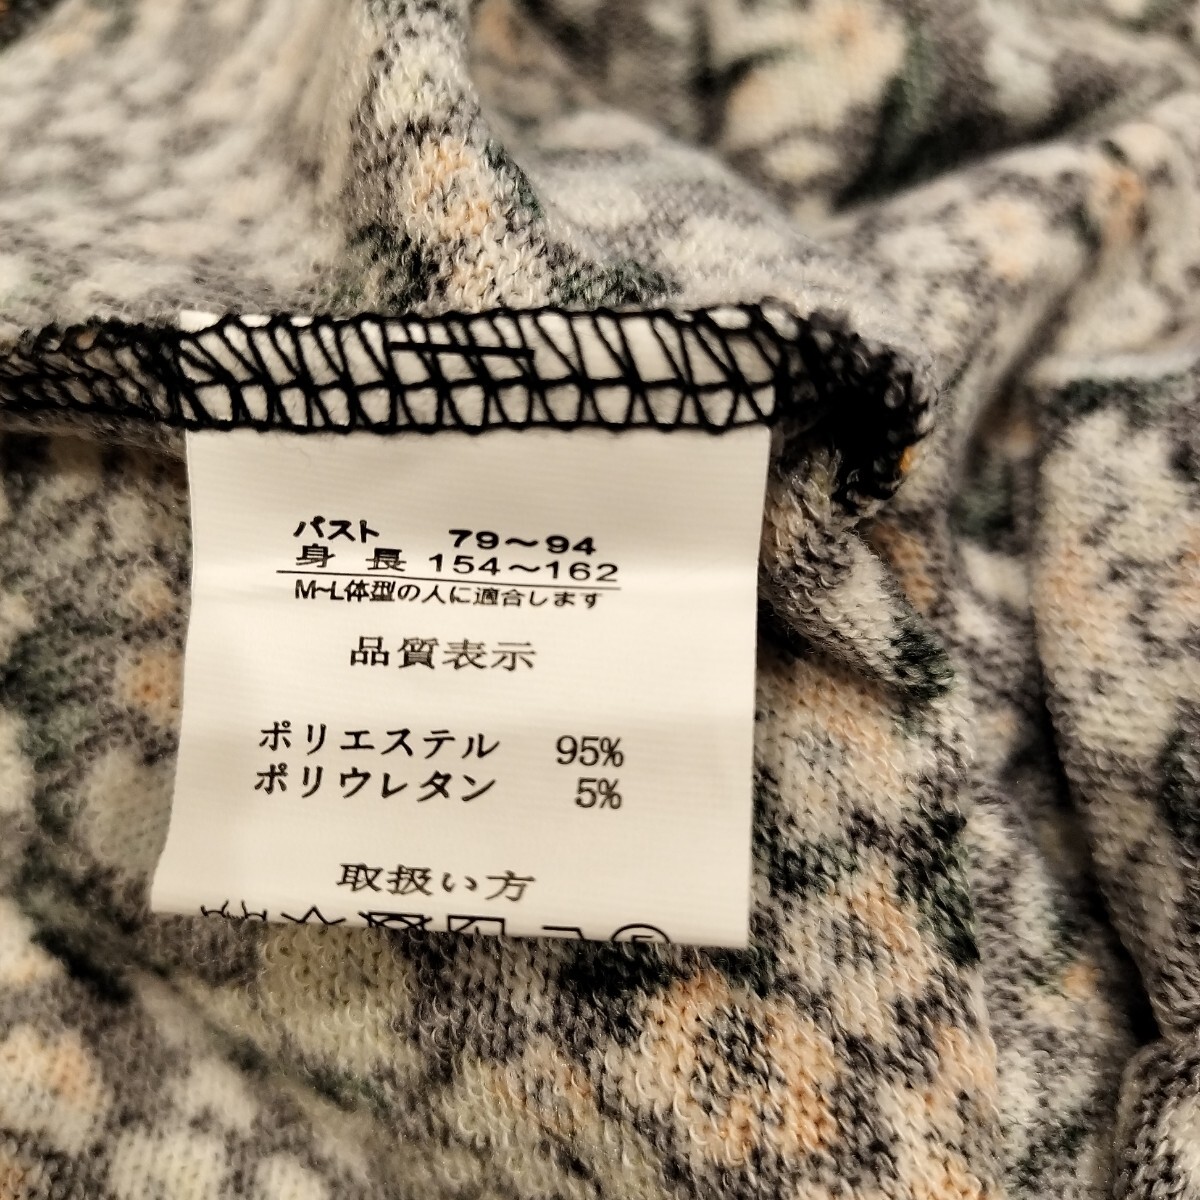 バスト 79～94
身 長 154～162
M~L体型の人に適合します
品質表示
ポリエステル 95%
ポリウレタン 5%
取扱い方